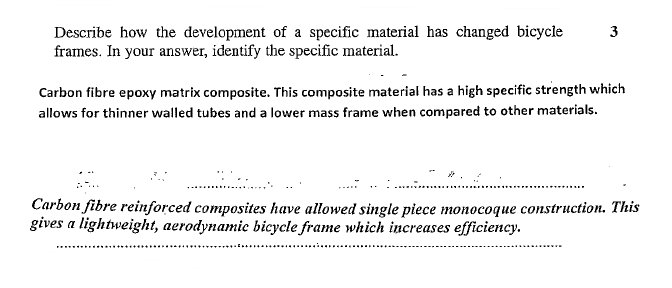 Describe how the development of a specific material has changed bicycle 3
frames. In your answer, identify the specific material.
Carbon fibre epoxy matrix composite. This composite material has a high specific strength which
allows for thinner walled tubes and a lower mass frame when compared to other materials.
Carbon fibre reinforced composites have allowed single piece monocoque construction. This
gives a lightweight, aerodynamic bicycle frame which increases efficiency.